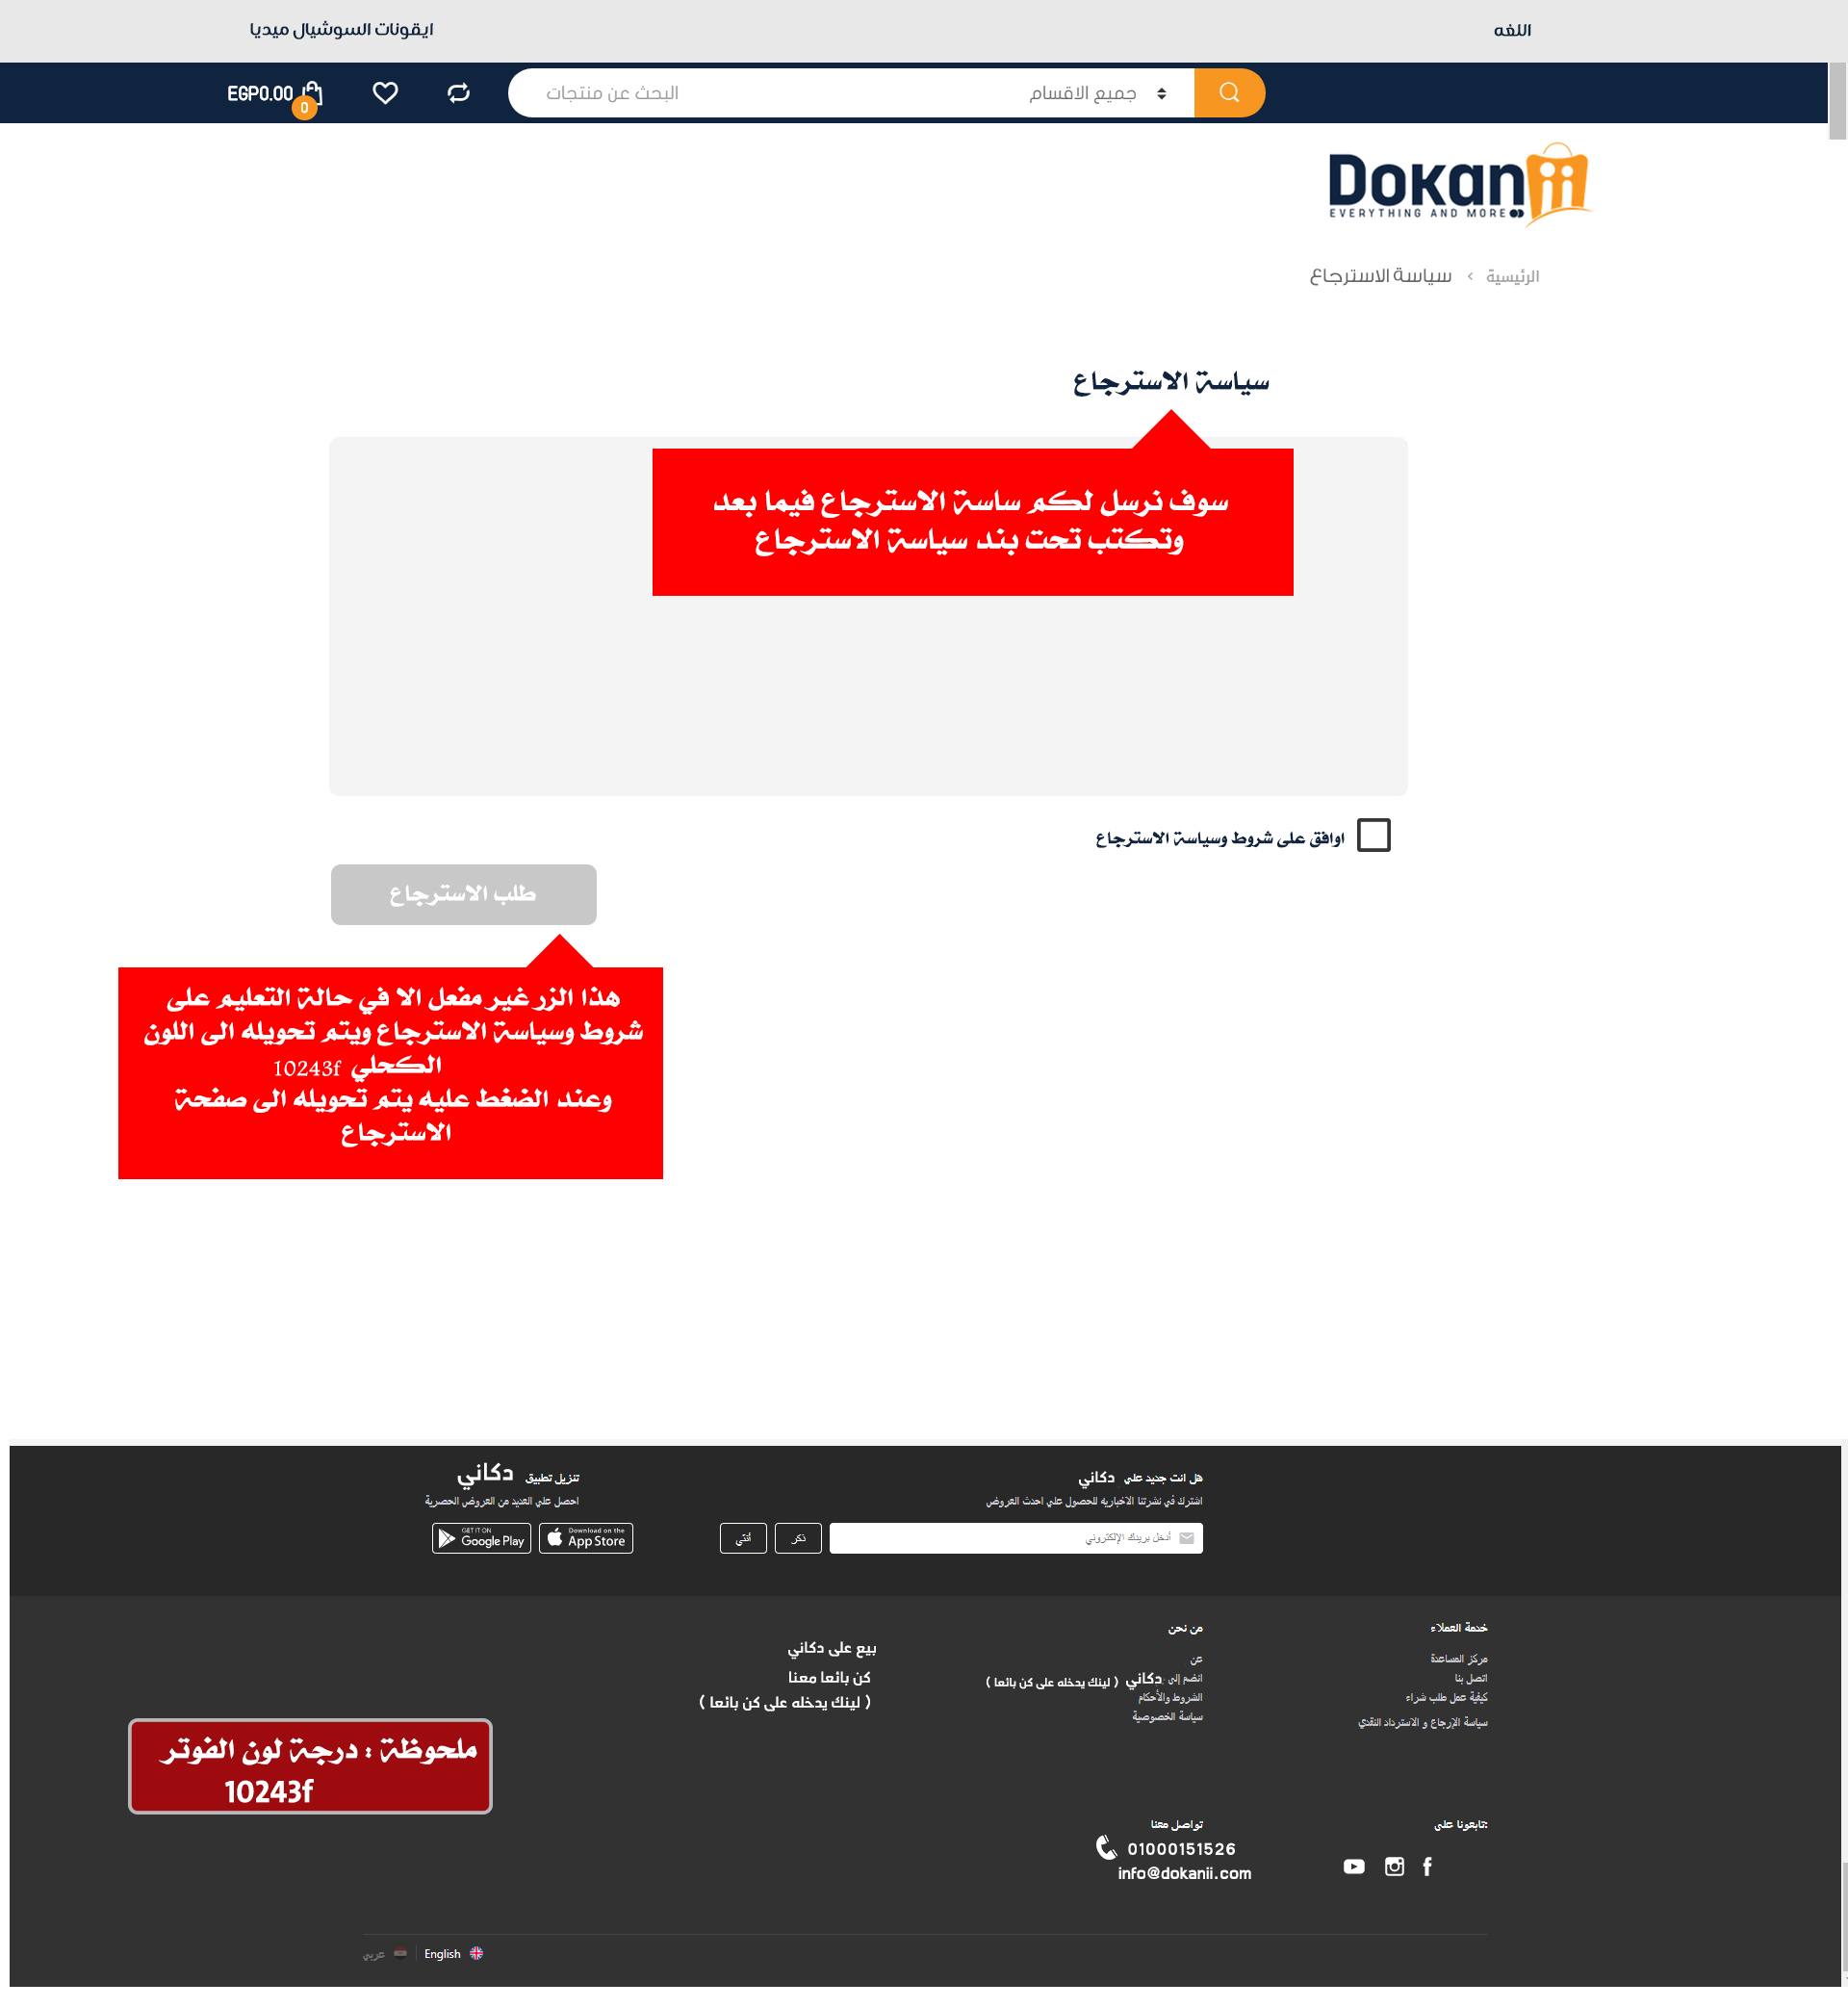 اللغه
ايقونات السوشيال ميديا
جميع الاقسام
البحث عن منتجات
EGP0.00
0
Dokanii
EVERYTHING AND MORE
الرئيسية > سياسة الاسترجاع
سياسة الاسترجاع
سوف نرسل لكم ساسة الاسترجاع فيما بعد
وتكتب تحت بند سياسة الاسترجاع
اوافق على شروط وسياسة الاسترجاع
طلب الاسترجاع
هذا الزر غير مفعل الا في حالة التعليم على
شروط وسياسة الاسترجاع ويتم تحويله الى اللون
الكحلي 10243f
وعند الضغط عليه يتم تحويله الى صفحة
الاسترجاع
هل انت جديد علي دكاني
اشترك في نشرتنا الاخباريه للحصول علي احدث العروض
أدخل بريدك الإلكتروني
ذكر
أنثي
تنزيل تطبيق دكاني
احصل علي العديد من العروض الحصرية
Download on the
App Store
GET IT ON
Google Play
خدمة العملاء
مركز المساعدة
اتصل بنا
كيفية عمل طلب شراء
سياسة الإرجاع و الاسترداد النقدي
من نحن
عن
انضم إلى دكاني ( لينك يدخله على كن بائعا )
الشروط والأحكام
سياسة الخصوصية
بيع على دكاني
كن بائعا معنا
( لينك يدخله على كن بائعا )
ملحوظة : درجة لون الفوتر
10243f
تابعونا على:
تواصل معنا
01000151526
info@dokanii.com
English
عربي